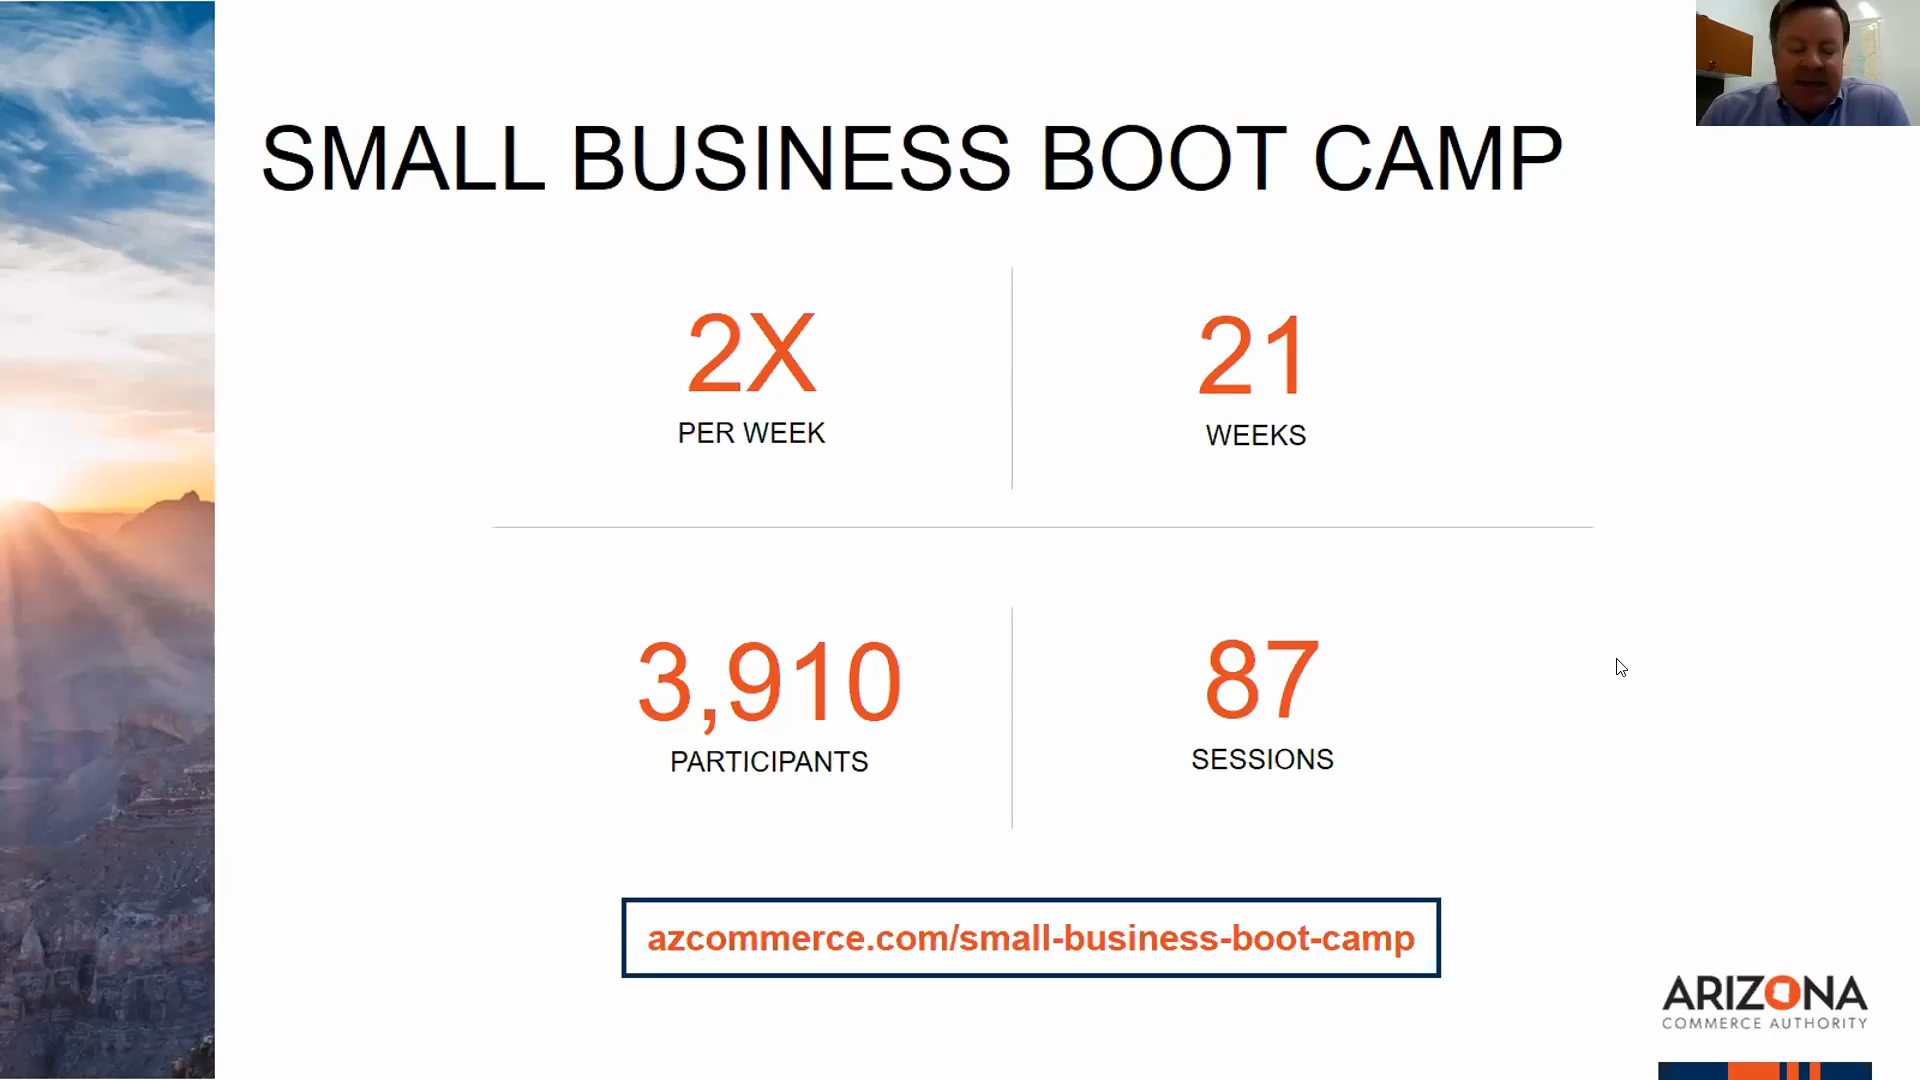 SMALL BUSINESS BOOT CAMP
2X
PER WEEK
21
WEEKS
3,910
PARTICIPANTS
87
SESSIONS
azcommerce.com/small-business-boot-camp
ARIZONA
COMMERCE AUTHORITY